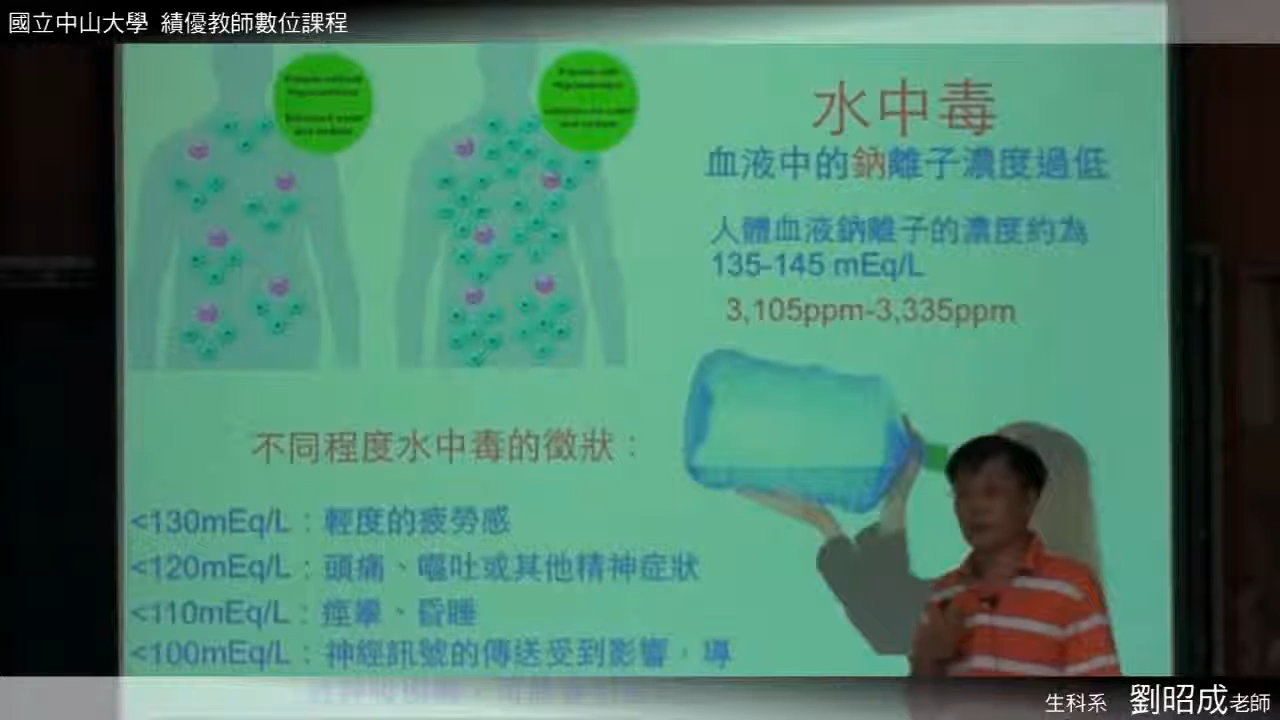 國立中山大學 績優教師數位課程
水中毒
血液中的鈉離子濃度過低
人體血液鈉離子的濃度約為
135-145 mEq/L
3,105ppm-3,335ppm
不同程度水中毒的徵狀：
<130mEq/L：輕度的疲勞感
<120mEq/L：頭痛、嘔吐或其他精神症狀
<110mEq/L：痙攣、昏睡
<100mEq/L：神經訊號的傳送受到影響，導
生科系 劉昭成老師